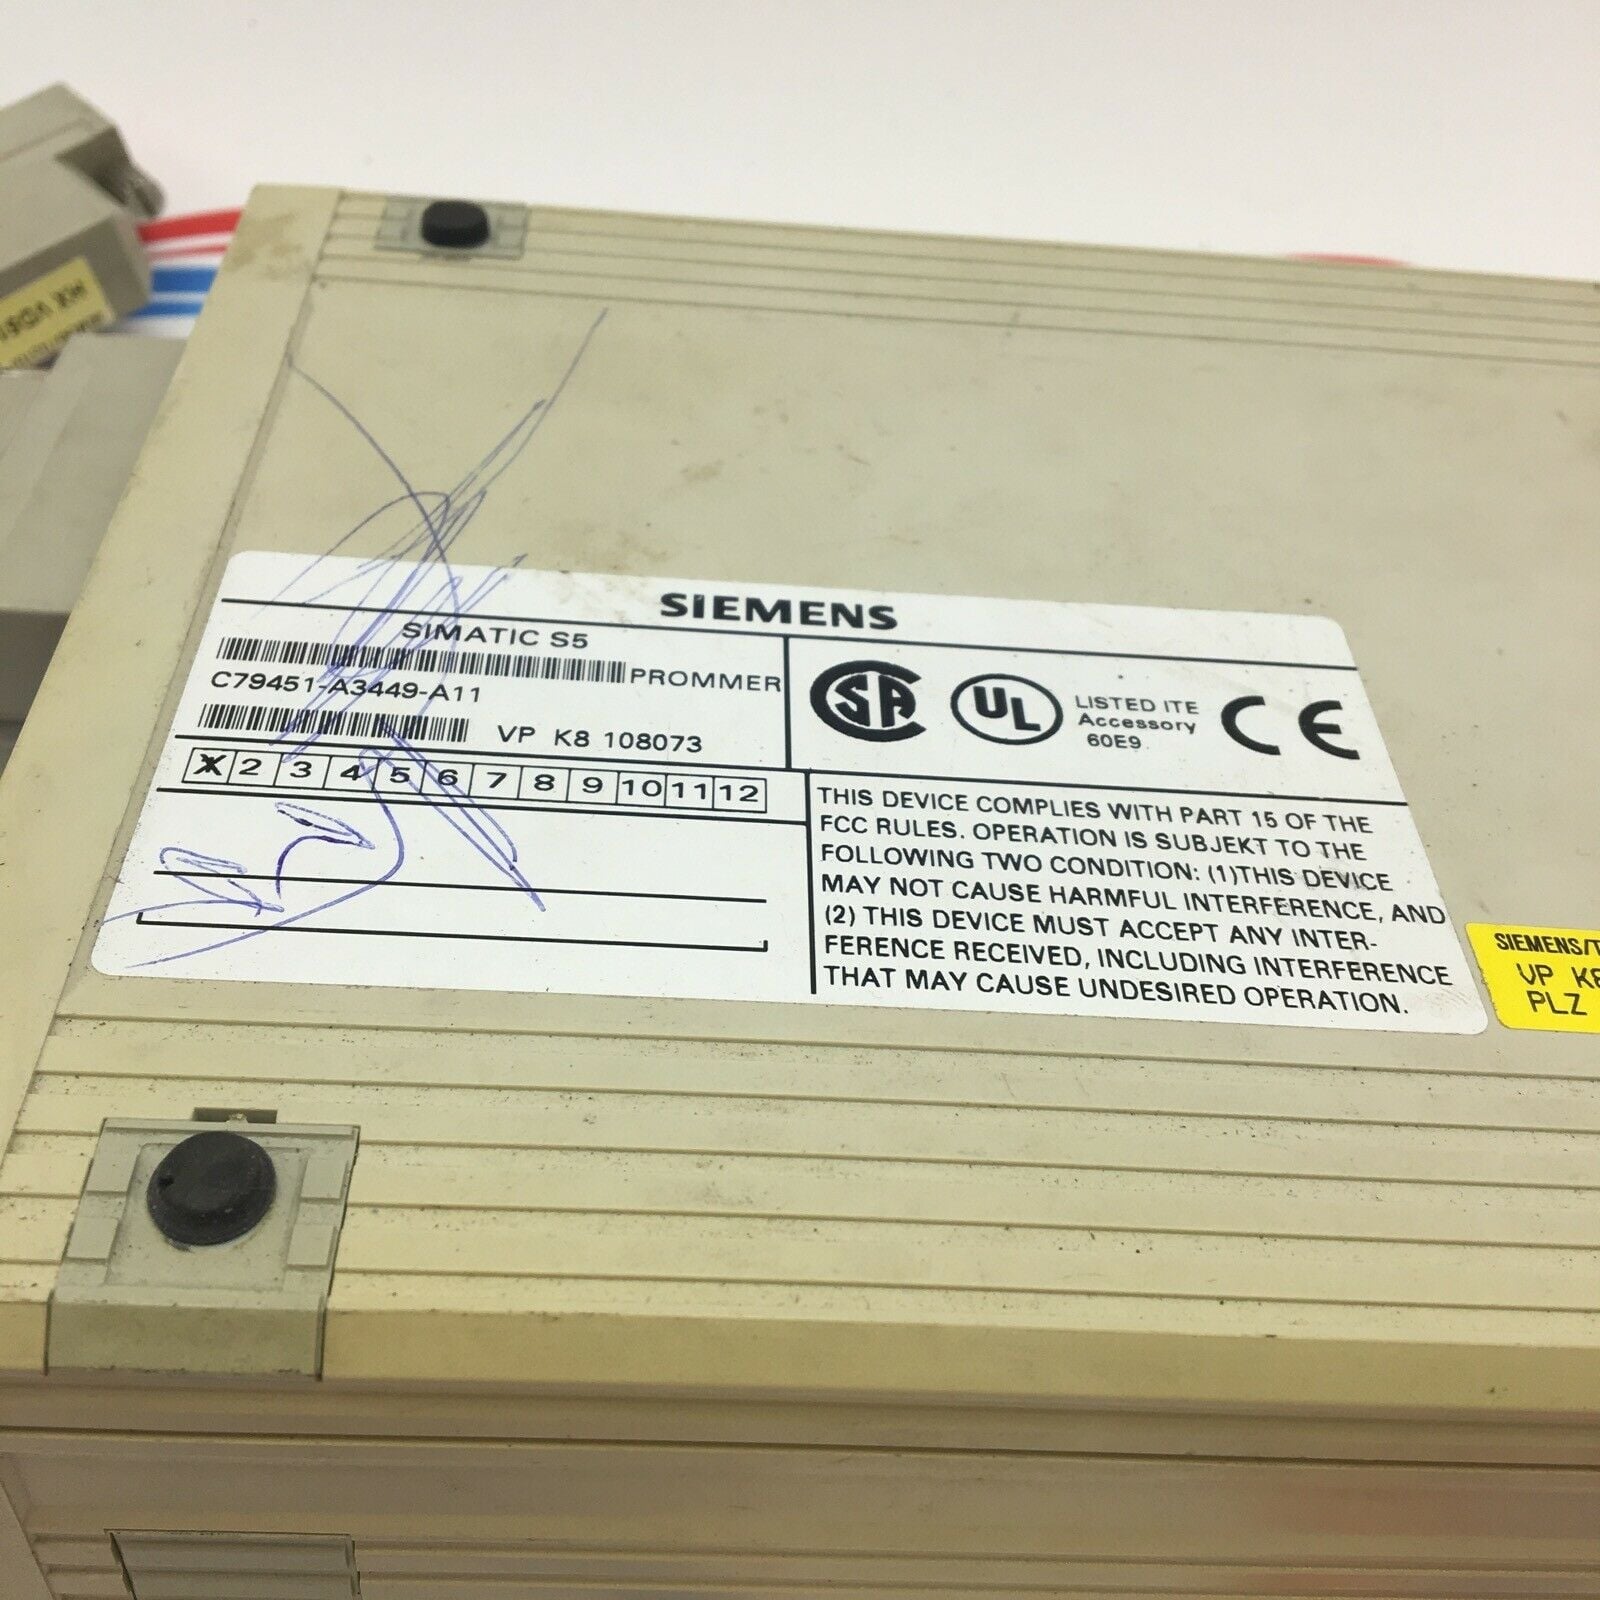 SIEMENS
SIMATIC S5
PROMMER
C79451-A3449-A11
VP K8 108073
X 2 3 4 5 6 7 8 9 10 11 12
SA
UL
LISTED ITE
Accessory
60E9
CE
THIS DEVICE COMPLIES WITH PART 15 OF THE
FCC RULES. OPERATION IS SUBJEKT TO THE
FOLLOWING TWO CONDITION: (1)THIS DEVICE
MAY NOT CAUSE HARMFUL INTERFERENCE, AND
(2) THIS DEVICE MUST ACCEPT ANY INTER-
FERENCE RECEIVED, INCLUDING INTERFERENCE
THAT MAY CAUSE UNDESIRED OPERATION.
SIEMENS/T
VP K8
PLZ